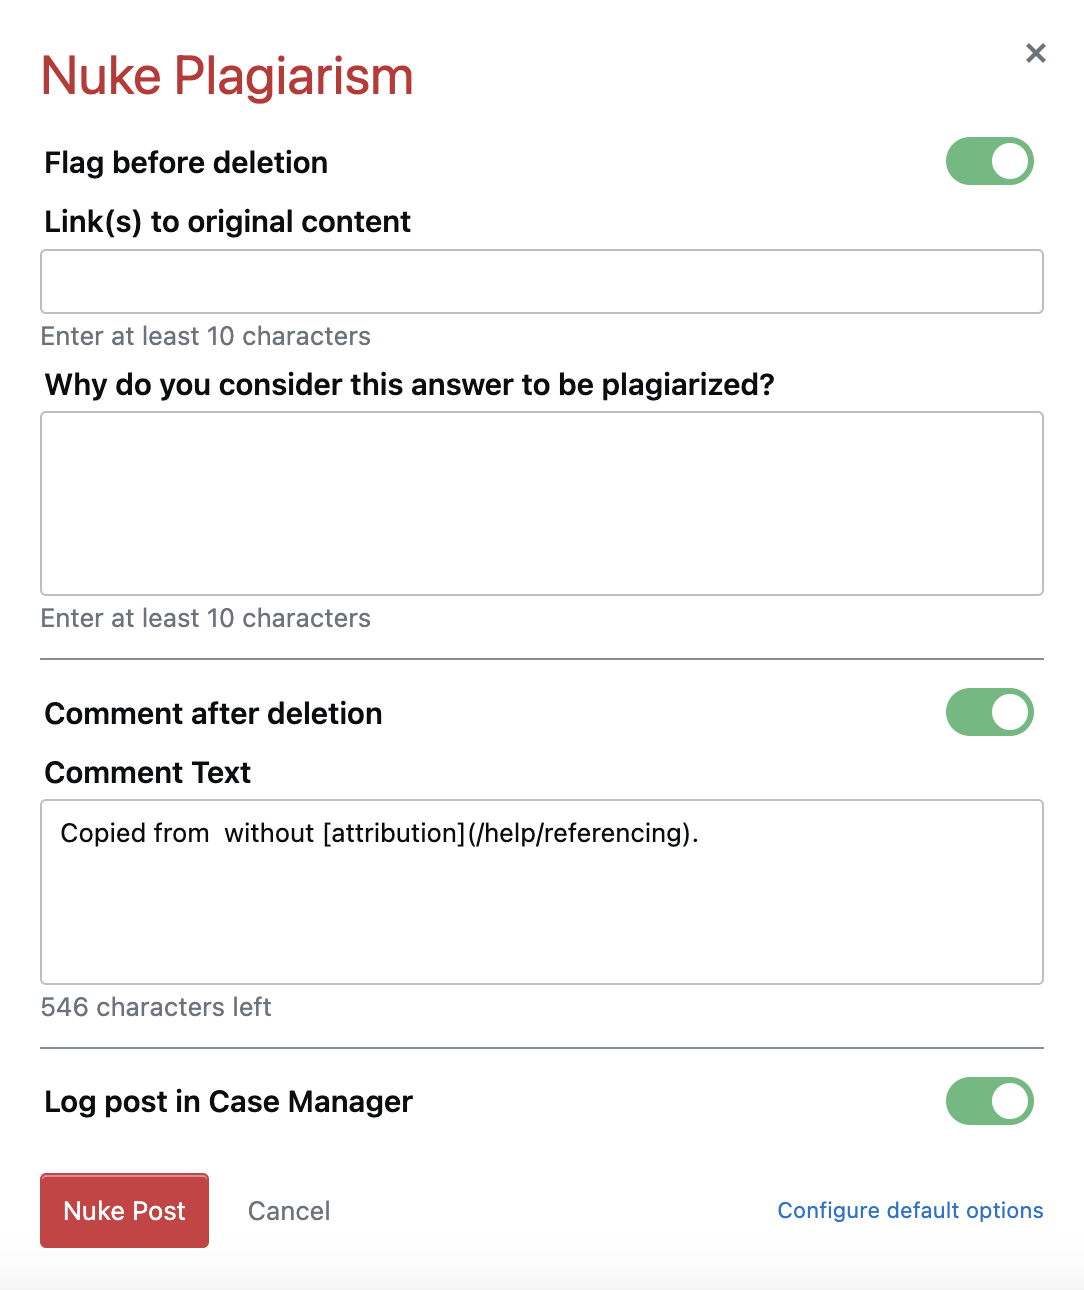 Nuke Plagiarism
Flag before deletion
Link(s) to original content
Enter at least 10 characters
Why do you consider this answer to be plagiarized?
Enter at least 10 characters
Comment after deletion
Comment Text
Copied from  without [attribution](/help/referencing).
546 characters left
Log post in Case Manager
Nuke Post
Cancel
Configure default options